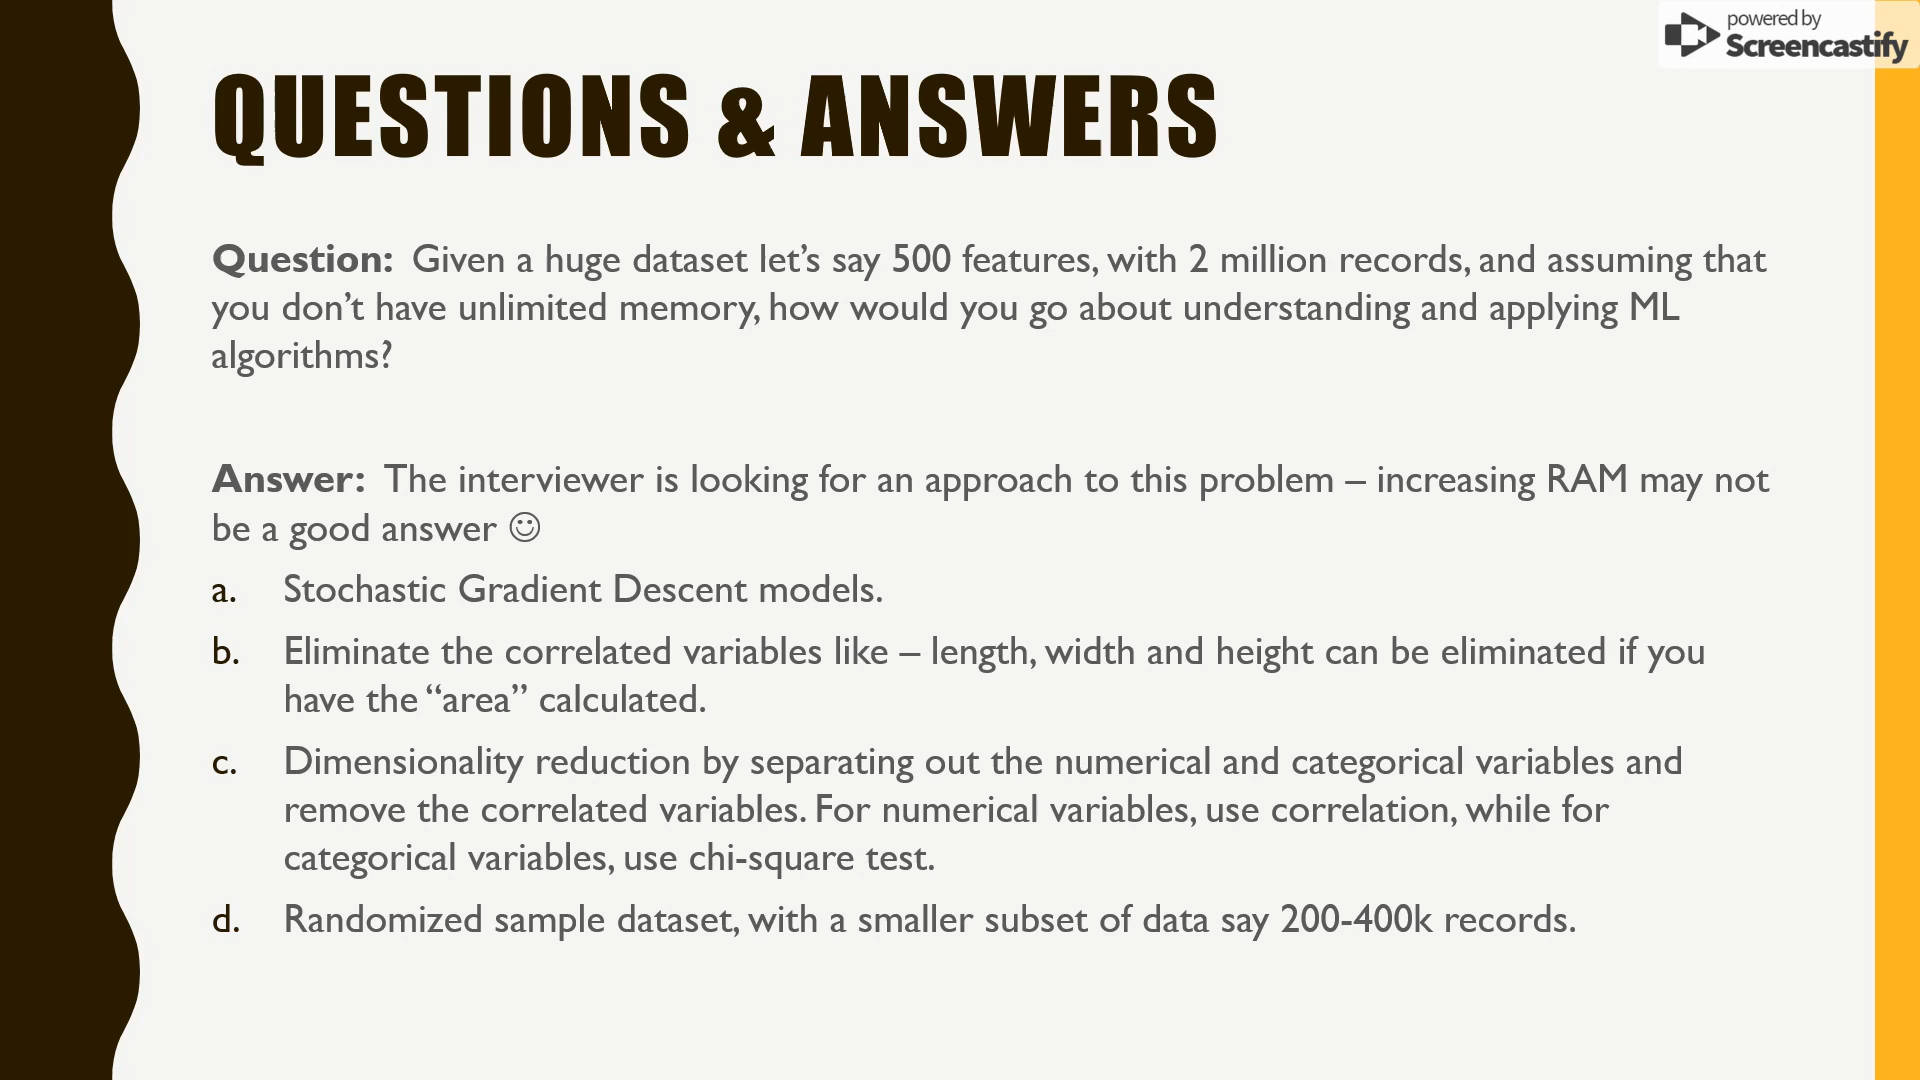 powered by
Screencastify
QUESTIONS & ANSWERS
Question: Given a huge dataset let’s say 500 features, with 2 million records, and assuming that
you don’t have unlimited memory, how would you go about understanding and applying ML
algorithms?
Answer: The interviewer is looking for an approach to this problem – increasing RAM may not
be a good answer ☺
a. Stochastic Gradient Descent models.
b. Eliminate the correlated variables like – length, width and height can be eliminated if you
have the “area” calculated.
c. Dimensionality reduction by separating out the numerical and categorical variables and
remove the correlated variables. For numerical variables, use correlation, while for
categorical variables, use chi-square test.
d. Randomized sample dataset, with a smaller subset of data say 200-400k records.